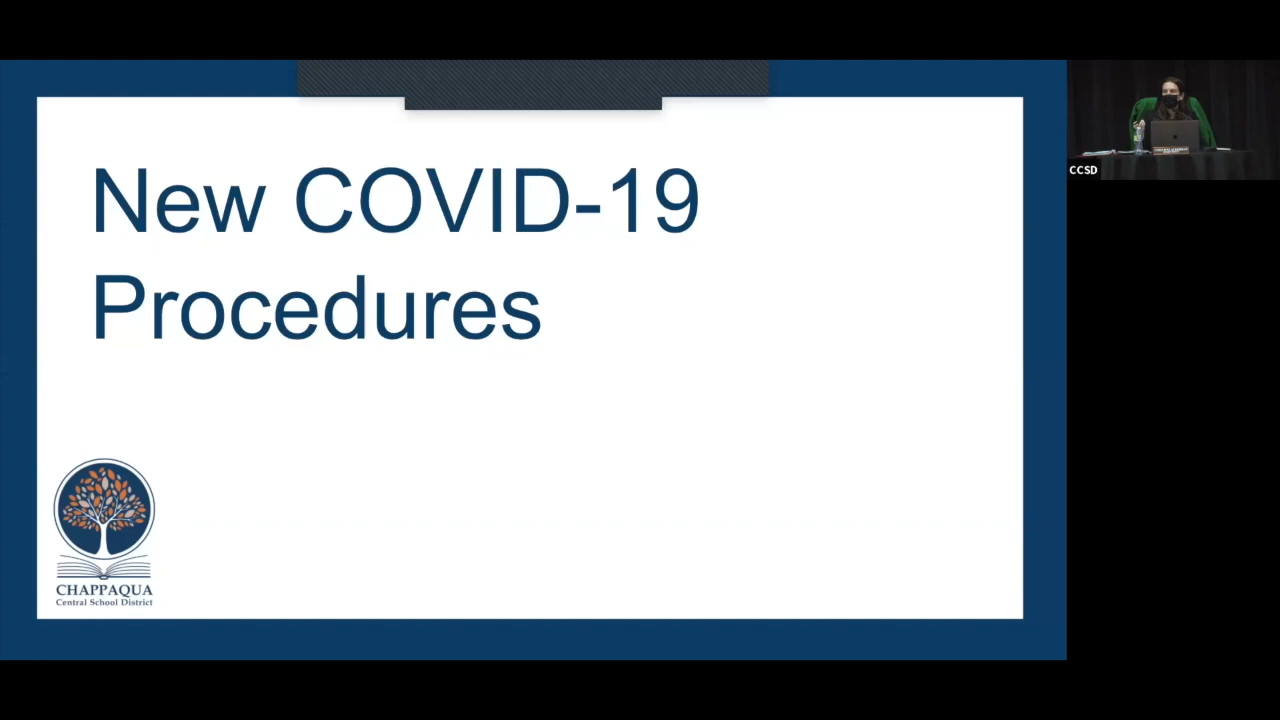 New COVID-19
Procedures
CCSD
CHAPPAQUA
Central School District